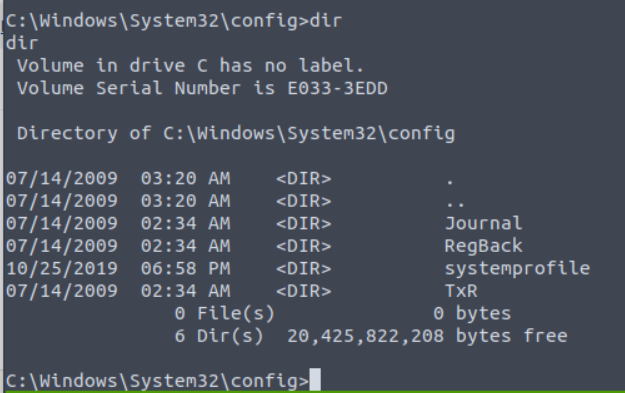 C:\Windows\System32\config>dir
dir
Volume in drive C has no label.
Volume Serial Number is E033-3EDD
Directory of C:\Windows\System32\config
07/14/2009  03:20 AM    <DIR>          .
07/14/2009  03:20 AM    <DIR>          ..
07/14/2009  02:34 AM    <DIR>          Journal
07/14/2009  02:34 AM    <DIR>          RegBack
10/25/2019  06:58 PM    <DIR>          systemprofile
07/14/2009  02:34 AM    <DIR>          TxR
0 File(s)              0 bytes
6 Dir(s)  20,425,822,208 bytes free
C:\Windows\System32\config>